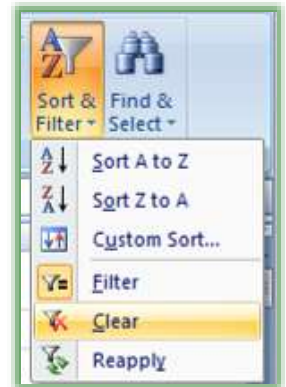 Sort & Find &
Filter Select
Sort A to Z
Sort Z to A
Custom Sort...
Filter
Clear
Reapply